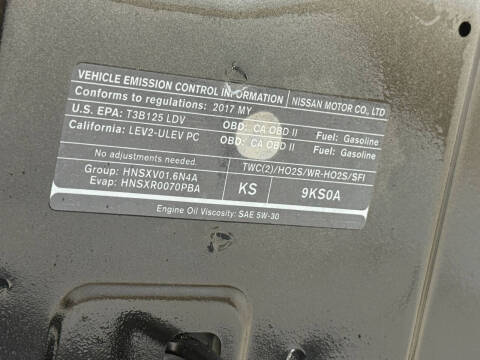 VEHICLE EMISSION CONTROL INFORMATION NISSAN MOTOR CO., LTD
Conforms to regulations: 2017 MY
U.S. EPA: T3B125 LDV OBD: CA OBD II Fuel: Gasoline
California: LEV2-ULEV PC OBD: CA OBD II Fuel: Gasoline
No adjustments needed. TWC(2)/HO2S/WR-HO2S/SFI
Group: HNSXV01.6N4A
Evap: HNSXR0070PBA KS 9KS0A
Engine Oil Viscosity: SAE 5W-30